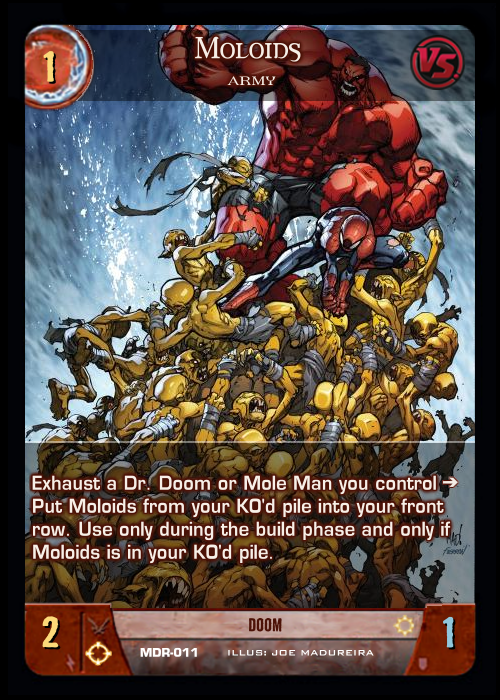 1
MOLOIDS
VS
ARMY
Exhaust a Dr. Doom or Mole Man you control →
Put Moloids from your KO'd pile into your front
row. Use only during the build phase and only if
Moloids is in your KO'd pile.
2
DOOM
1
MDR-011 ILLUS: JOE MADUREIRA